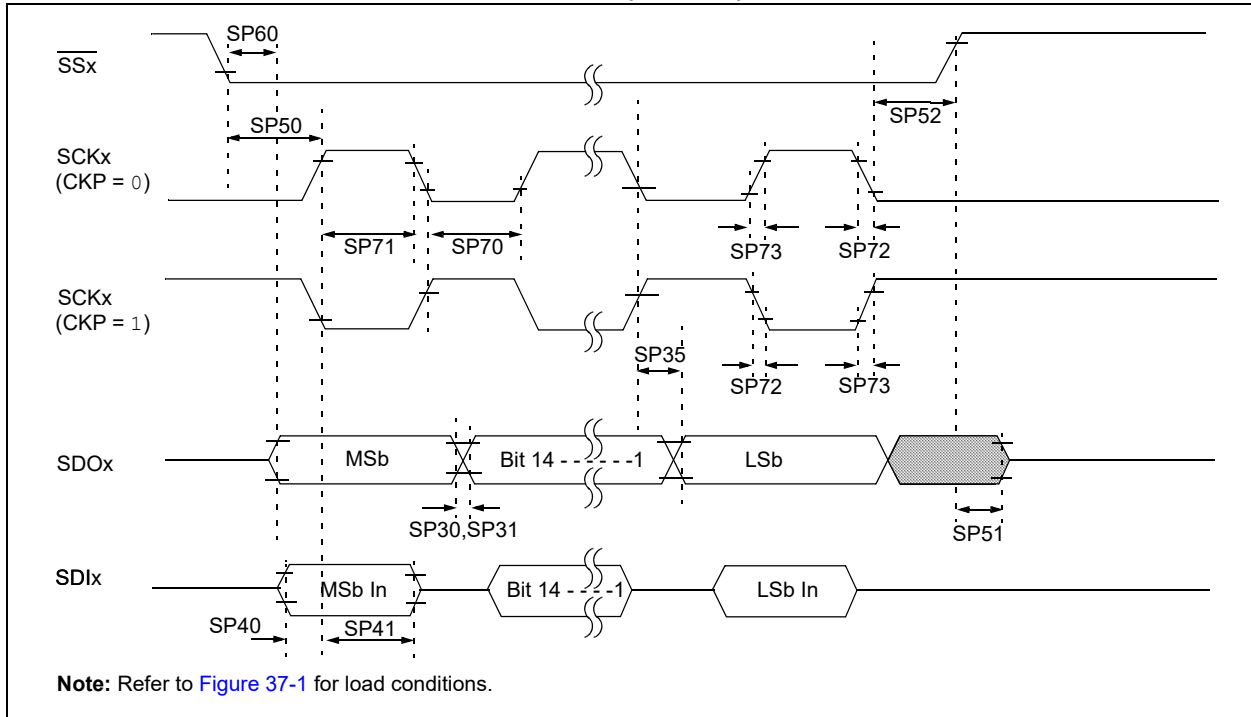 SP60
SSx
SP50
SP52
SCKx
(CKP = 0)
SP71
SP70
SP73
SP72
SCKx
(CKP = 1)
SP35
SP72
SP73
SDOx
MSb
Bit 14 - - - - - -1
LSb
SP30,SP31
SP51
SDIx
MSb In
Bit 14 - - - -1
LSb In
SP40
SP41
Note: Refer to Figure 37-1 for load conditions.